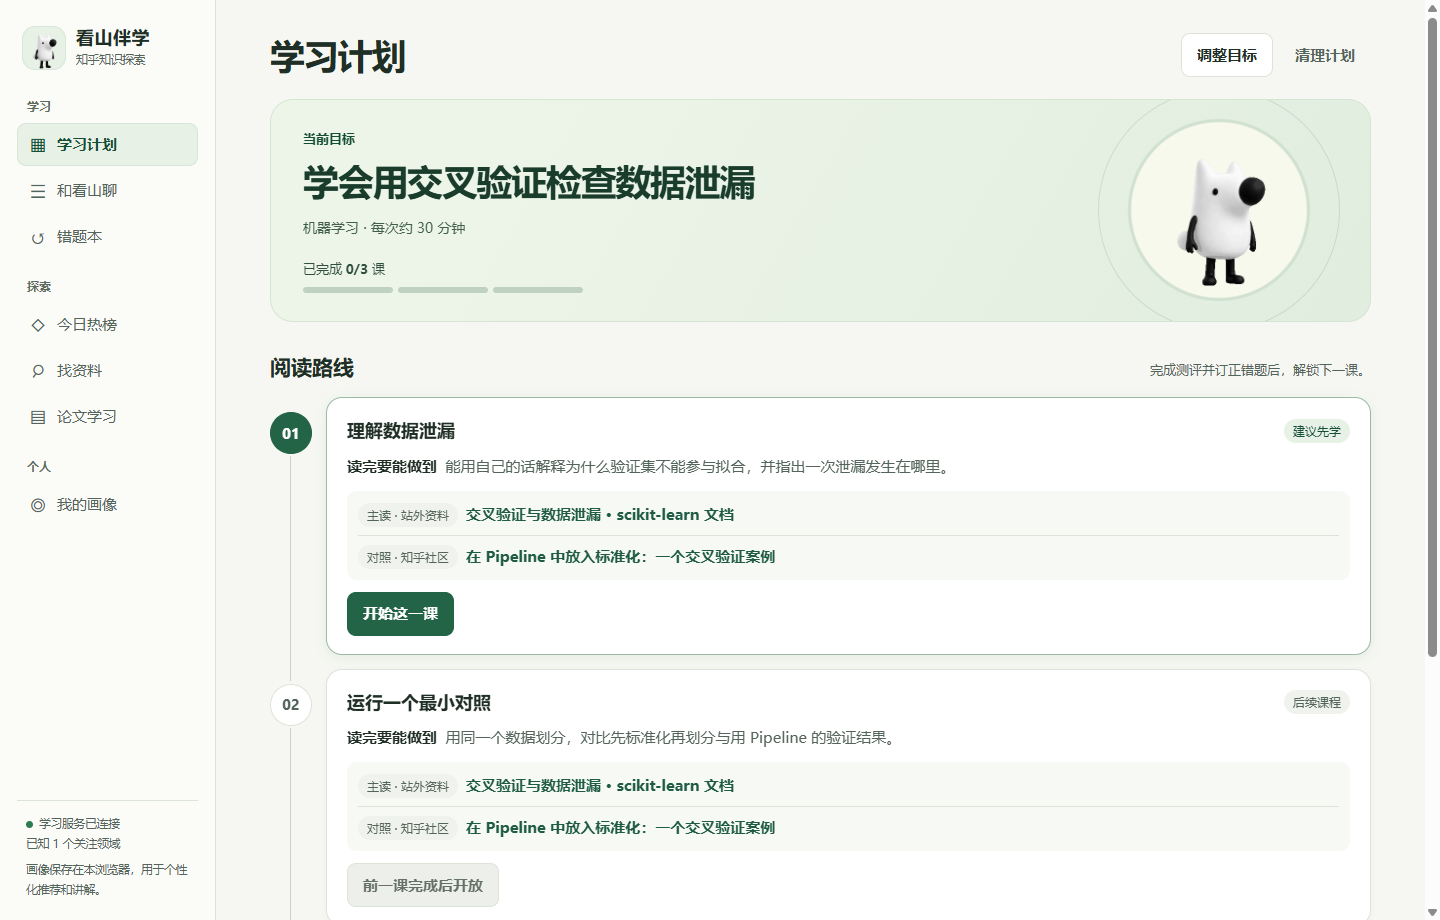 看山伴学
知乎知识探索
学习
学习计划
和看山聊
错题本
探索
今日热榜
找资料
论文学习
个人
我的画像
学习服务已连接
已知 1 个关注领域
画像保存在本浏览器，用于个性
化推荐和讲解。
学习计划
调整目标
清理计划
当前目标
学会用交叉验证检查数据泄漏
机器学习 · 每次约 30 分钟
已完成 0/3 课
阅读路线
完成测评并订正错题后，解锁下一课。
01
理解数据泄漏
建议先学
读完要能做到 能用自己的话解释为什么验证集不能参与拟合，并指出一次泄漏发生在哪里。
主读 · 站外资料 交叉验证与数据泄漏 • scikit-learn 文档
对照 · 知乎社区 在 Pipeline 中放入标准化：一个交叉验证案例
开始这一课
02
运行一个最小对照
后续课程
读完要能做到 用同一个数据划分，对比先标准化再划分与用 Pipeline 的验证结果。
主读 · 站外资料 交叉验证与数据泄漏 • scikit-learn 文档
对照 · 知乎社区 在 Pipeline 中放入标准化：一个交叉验证案例
前一课完成后开放